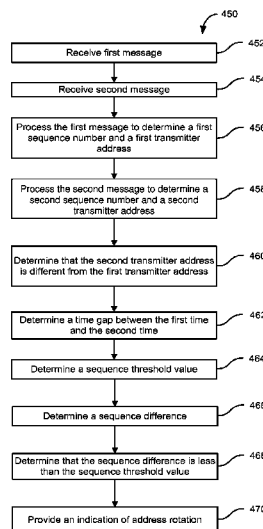 450
Receive first message
452
Receive second message
454
Process the first message to determine a first
sequence number and a first transmitter
address
456
Process the second message to determine a
second sequence number and a second
transmitter address
458
Determine that the second transmitter address
is different from the first transmitter address
460
Determine a time gap between the first time
and the second time
462
Determine a sequence threshold value
464
Determine a sequence difference
466
Determine that the sequence difference is less
than the sequence threshold value
468
Provide an indication of address rotation
470